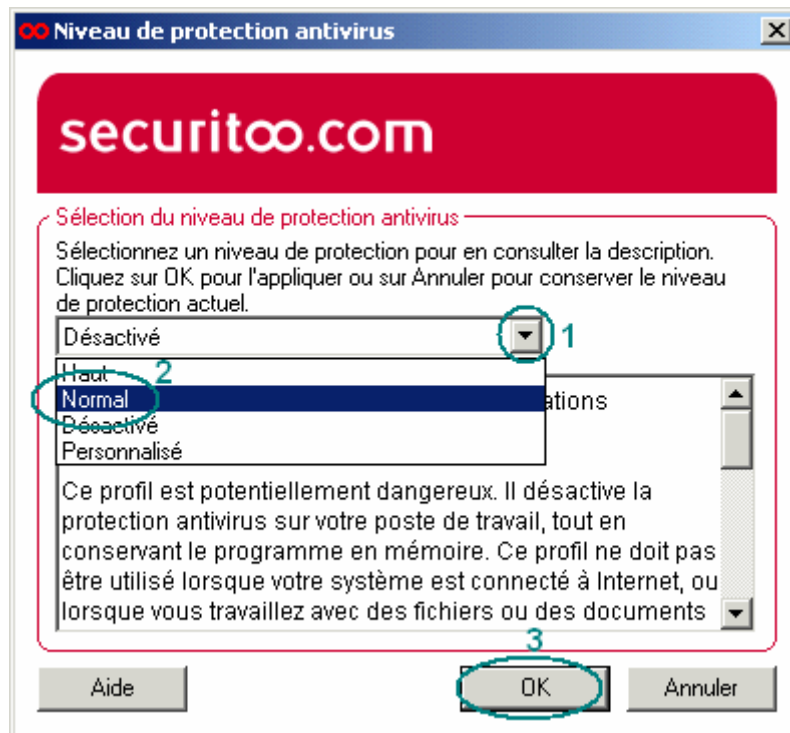 Niveau de protection antivirus
securitoo.com
Sélection du niveau de protection antivirus
Sélectionnez un niveau de protection pour en consulter la description.
Cliquez sur OK pour l'appliquer ou sur Annuler pour conserver le niveau
de protection actuel.
Désactivé
1
Haut
2
Normal
ations
Désactivé
Personnalisé
Ce profil est potentiellement dangereux. Il désactive la
protection antivirus sur votre poste de travail, tout en
conservant le programme en mémoire. Ce profil ne doit pas
être utilisé lorsque votre système est connecté à Internet, ou
lorsque vous travaillez avec des fichiers ou des documents
3
Aide
OK
Annuler